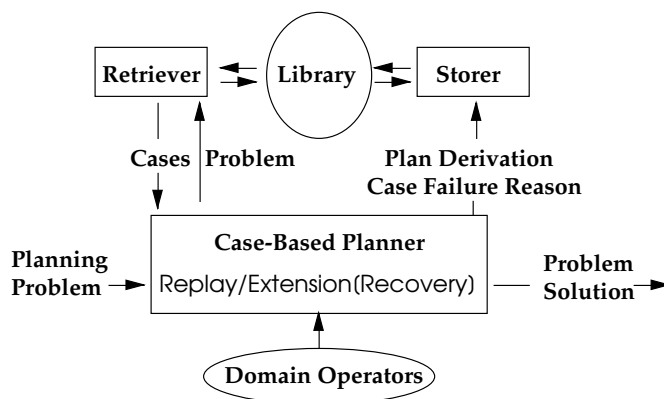 Retriever
Library
Storer
Cases
Problem
Plan Derivation
Case Failure Reason
Case-Based Planner
Replay/Extension(Recovery)
Planning
Problem
Problem
Solution
Domain Operators